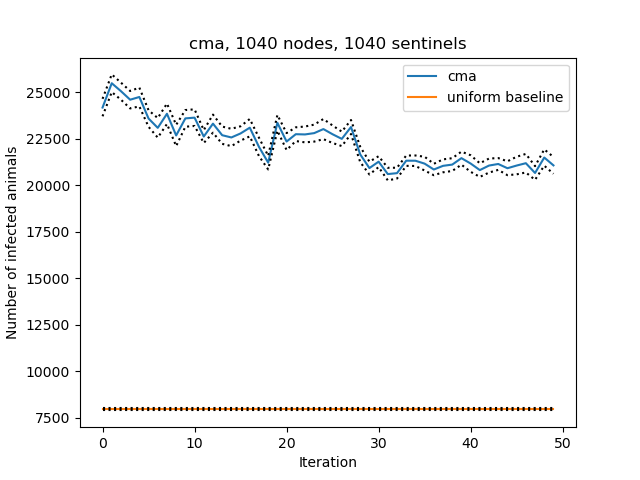 cma, 1040 nodes, 1040 sentinels
cma
uniform baseline
Number of infected animals
25000
22500
20000
17500
15000
12500
10000
7500
0 10 20 30 40 50
Iteration